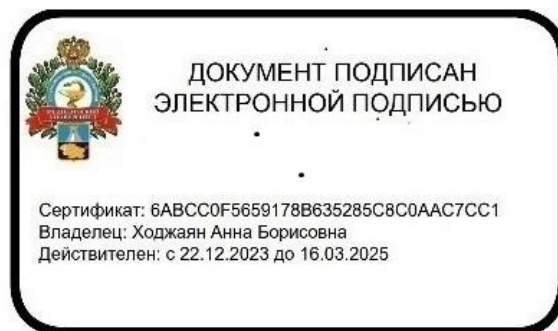 ДОКУМЕНТ ПОДПИСАН
ЭЛЕКТРОННОЙ ПОДПИСЬЮ
Сертификат: 6ABCC0F5659178B635285C8C0AAC7CC1
Владелец: Ходжаян Анна Борисовна
Действителен: с 22.12.2023 до 16.03.2025